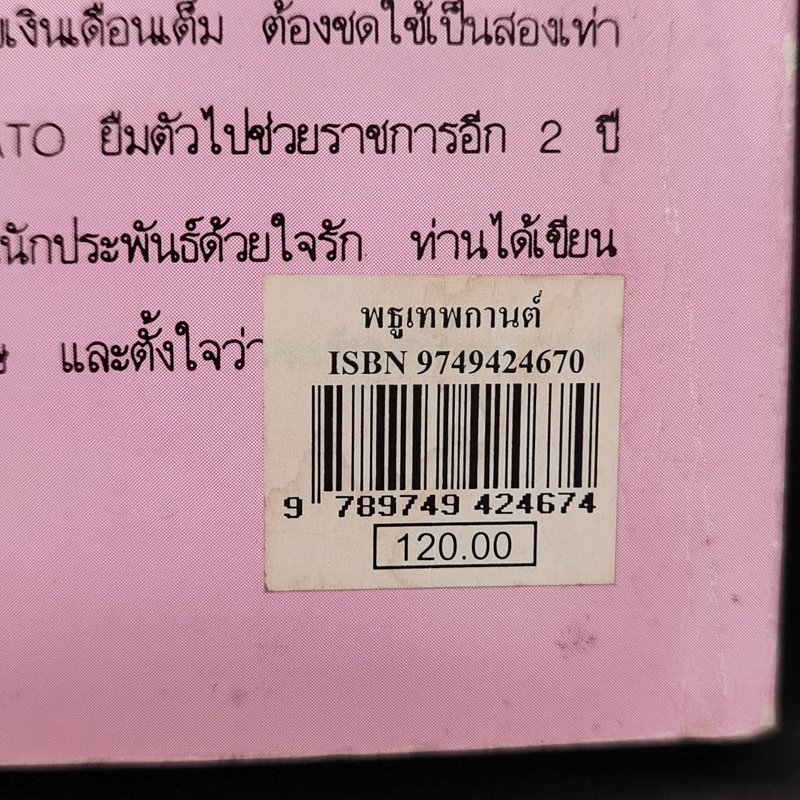 เงินเดือนเต็ม ต้องชดใช้เป็นสองเท่า
ATO ยืมตัวไปช่วยราชการอีก 2 ปี
นักประพันธ์ด้วยใจรัก ท่านได้เขียน
และตั้งใจว่า
พธูเทพกานต์
ISBN 9749424670
9 789749 424674
120.00